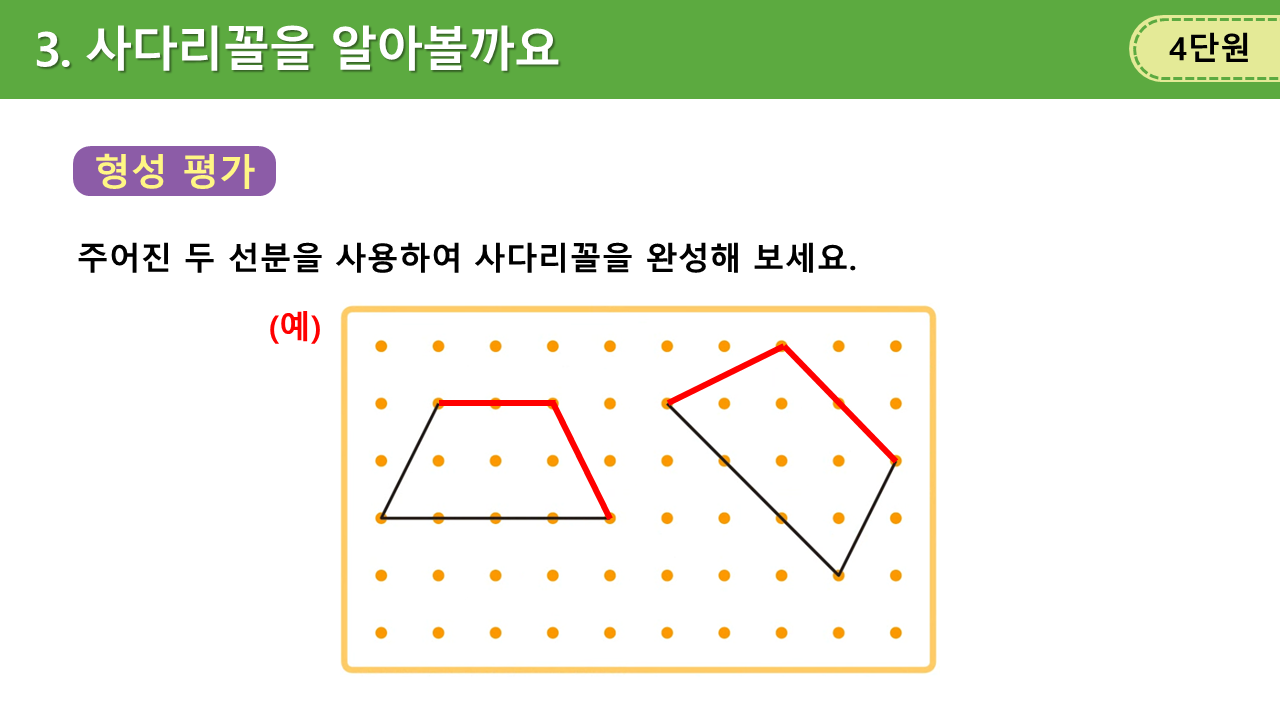 3. 사다리꼴을 알아볼까요
4단원
형성 평가
주어진 두 선분을 사용하여 사다리꼴을 완성해 보세요.
(예)